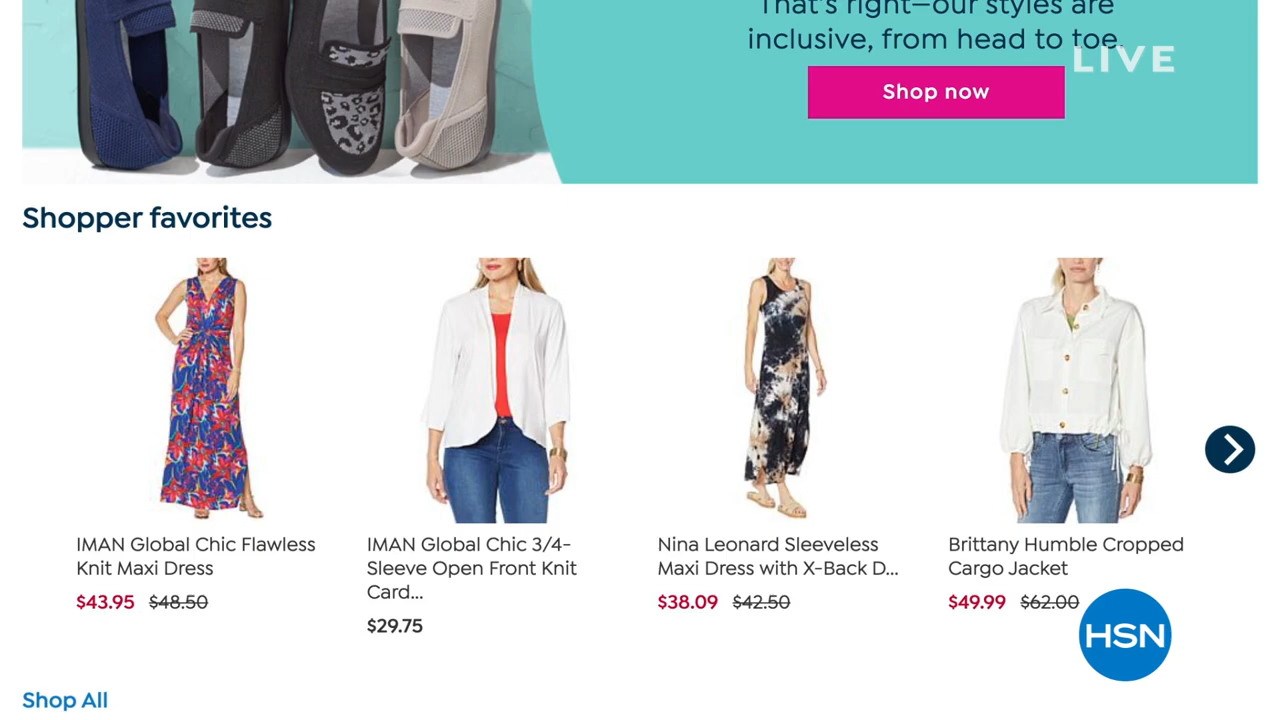 That's right—our styles are
inclusive, from head to toe.
LIVE
Shop now
Shopper favorites
IMAN Global Chic Flawless
Knit Maxi Dress
$43.95 $48.50
IMAN Global Chic 3/4-
Sleeve Open Front Knit
Card...
$29.75
Nina Leonard Sleeveless
Maxi Dress with X-Back D...
$38.09 $42.50
Brittany Humble Cropped
Cargo Jacket
$49.99 $62.00
HSN
Shop All